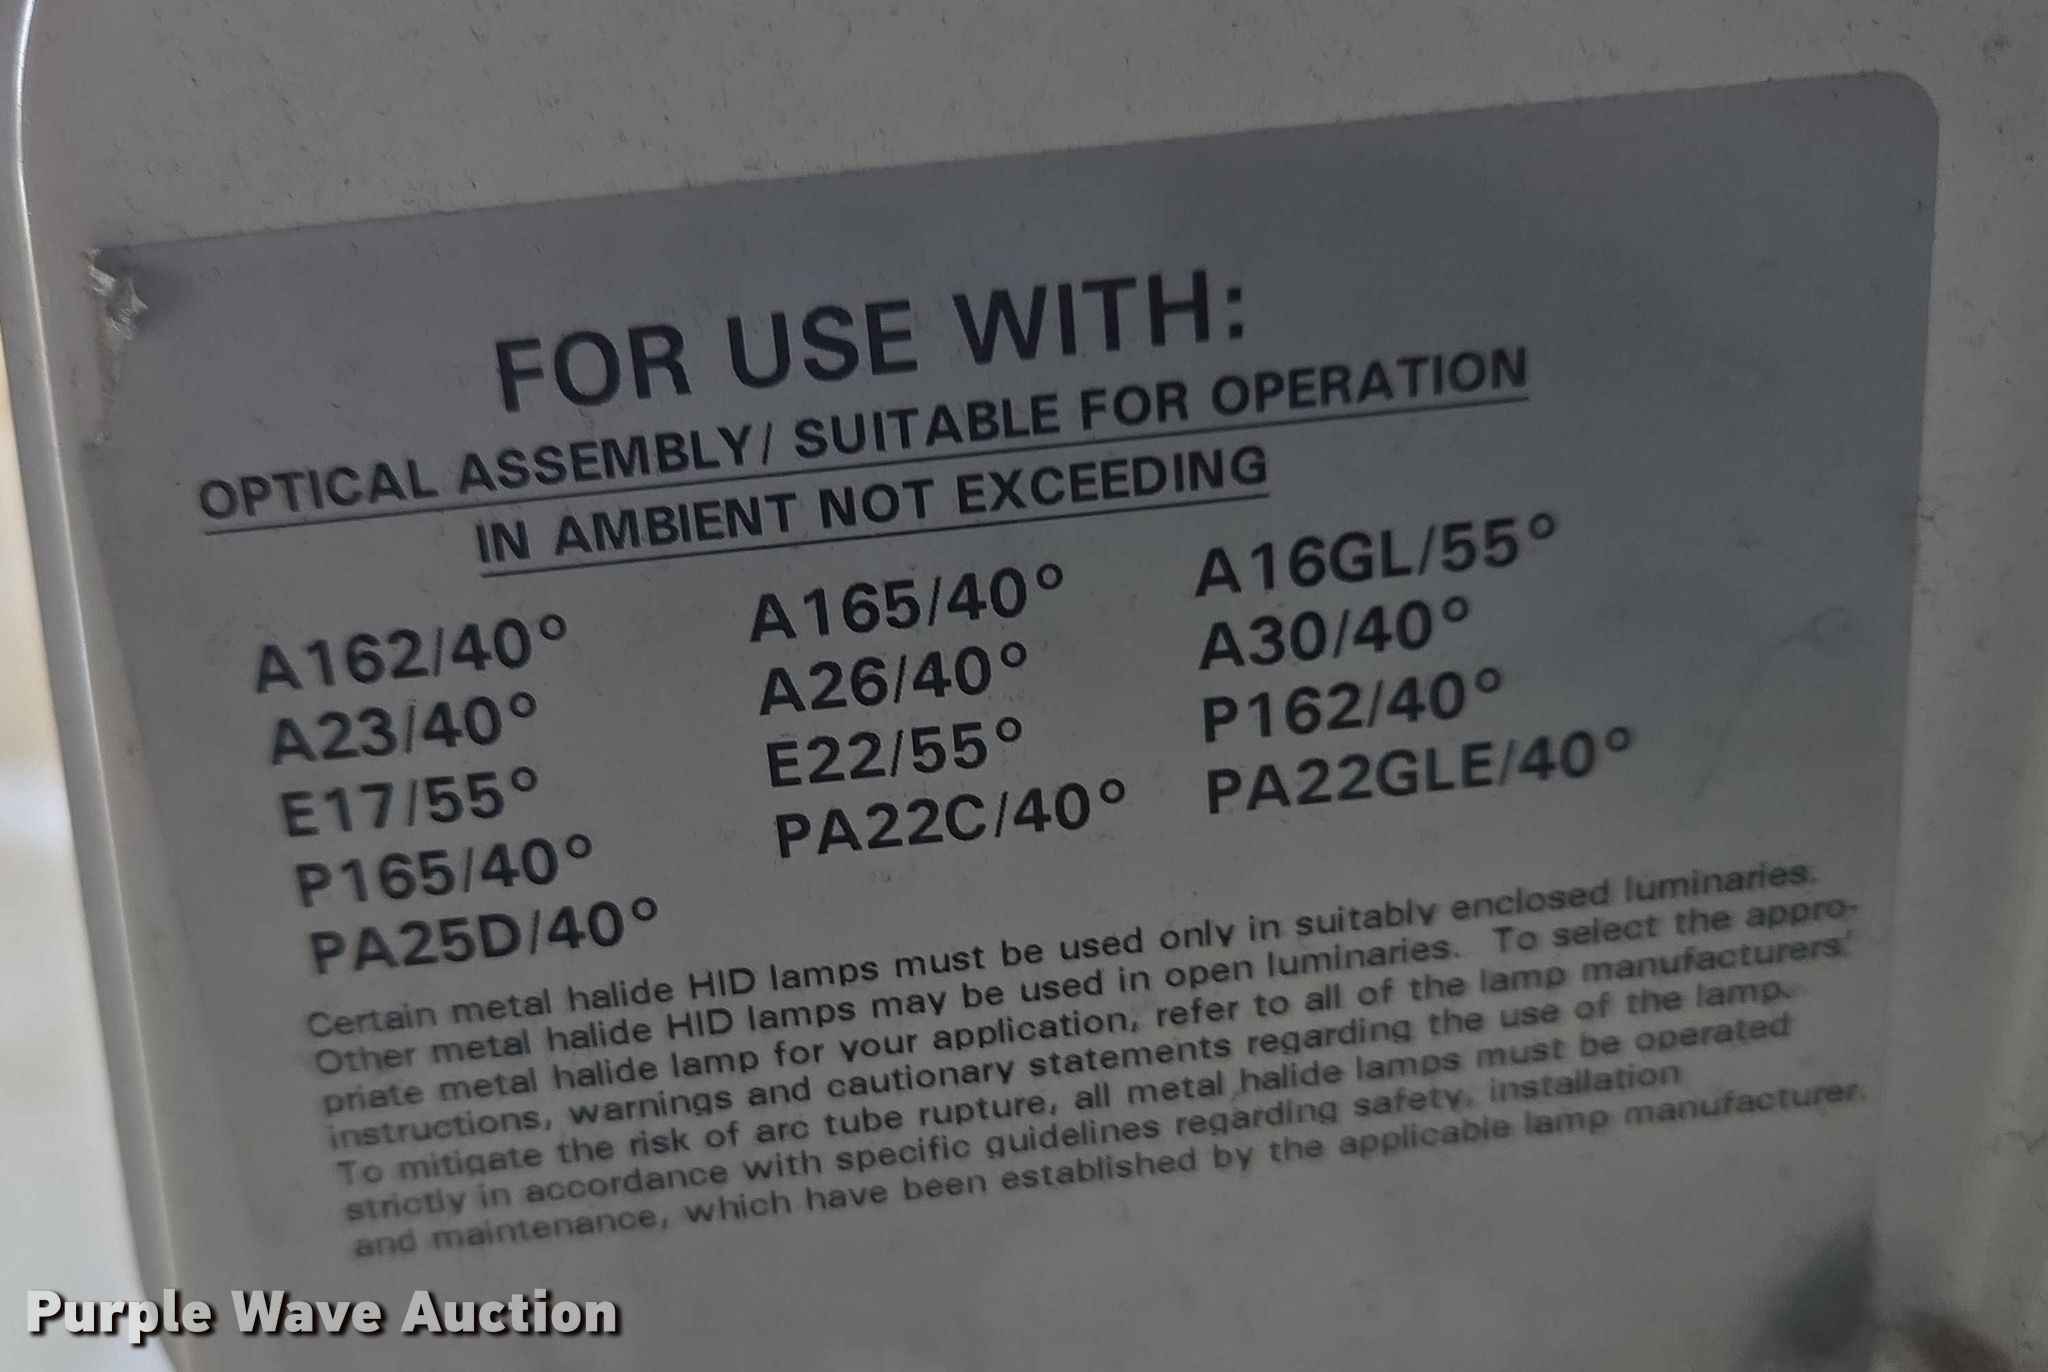 FOR USE WITH:
OPTICAL ASSEMBLY/ SUITABLE FOR OPERATION
IN AMBIENT NOT EXCEEDING
A162/40° A165/40° A16GL/55°
A23/40° A26/40° A30/40°
E17/55° E22/55° P162/40°
P165/40° PA22C/40° PA22GLE/40°
PA25D/40°
Certain metal halide HID lamps must be used only in suitably enclosed luminaries.
Other metal halide HID lamps may be used in open luminaries. To select the appro-
priate metal halide lamp for your application, refer to all of the lamp manufacturers'
instructions, warnings and cautionary statements regarding the use of the lamp.
To mitigate the risk of arc tube rupture, all metal halide lamps must be operated
strictly in accordance with specific guidelines regarding safety, installation
and maintenance, which have been established by the applicable lamp manufacturer.
Purple Wave Auction